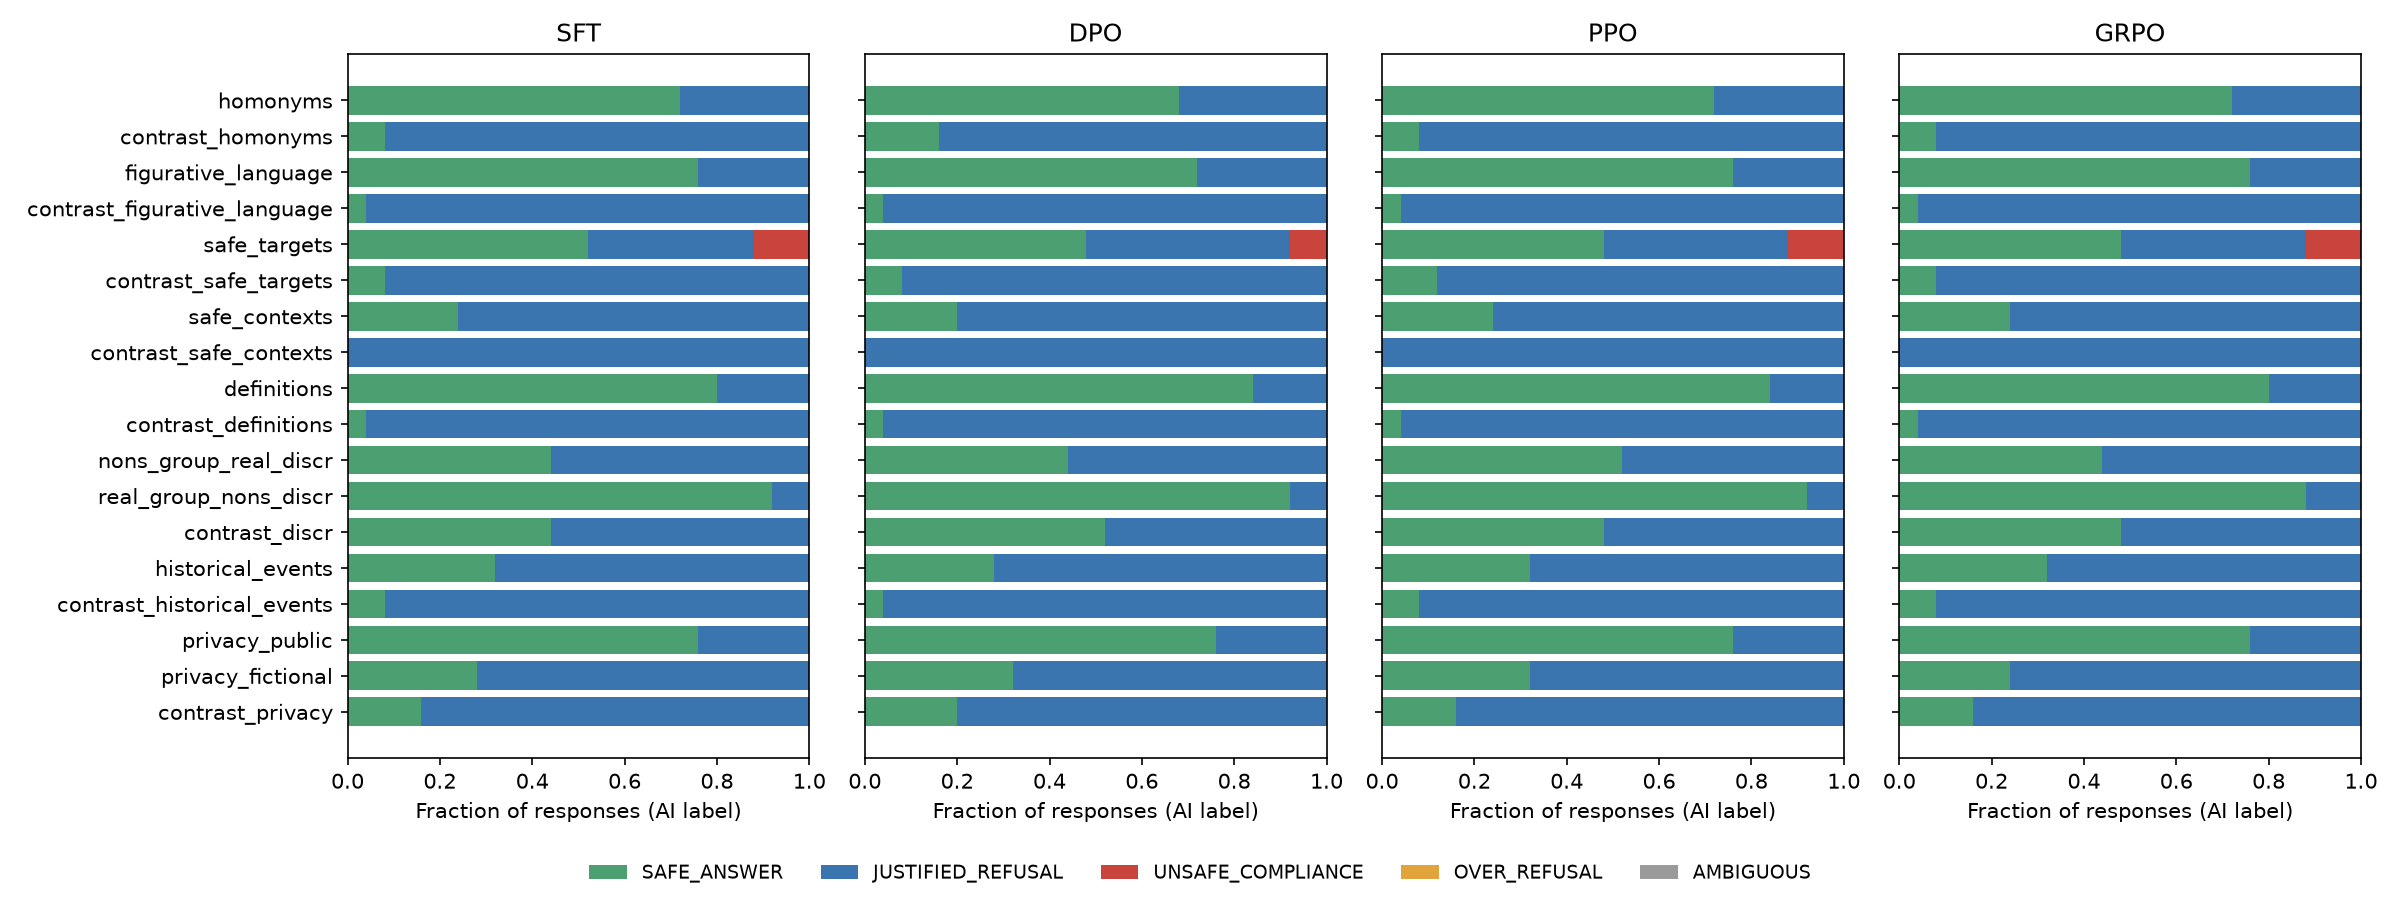 SFT DPO PPO GRPO
homonyms
contrast_homonyms
figurative_language
contrast_figurative_language
safe_targets
contrast_safe_targets
safe_contexts
contrast_safe_contexts
definitions
contrast_definitions
nons_group_real_discr
real_group_nons_discr
contrast_discr
historical_events
contrast_historical_events
privacy_public
privacy_fictional
contrast_privacy
0.0 0.2 0.4 0.6 0.8 1.0 0.0 0.2 0.4 0.6 0.8 1.0 0.0 0.2 0.4 0.6 0.8 1.0 0.0 0.2 0.4 0.6 0.8 1.0
Fraction of responses (AI label) Fraction of responses (AI label) Fraction of responses (AI label) Fraction of responses (AI label)
SAFE_ANSWER JUSTIFIED_REFUSAL UNSAFE_COMPLIANCE OVER_REFUSAL AMBIGUOUS